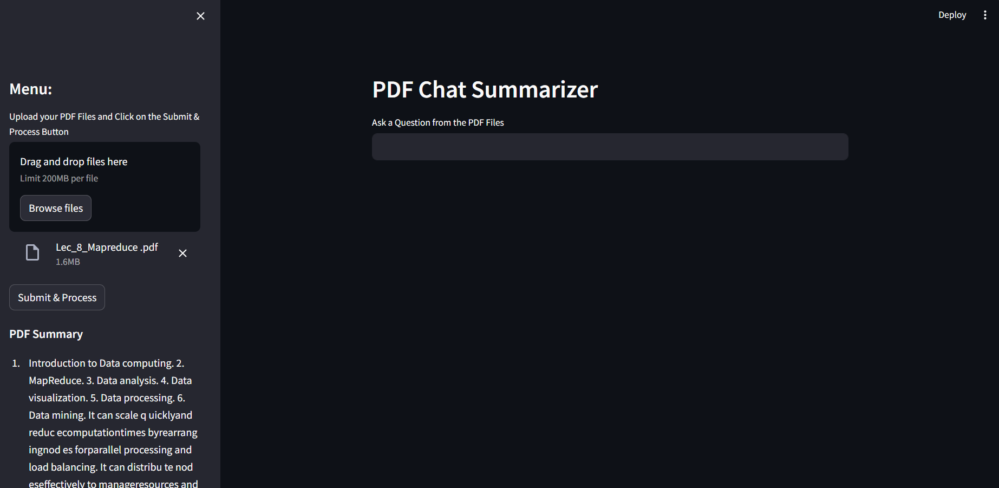 Deploy
Menu:
Upload your PDF Files and Click on the Submit &
Process Button
Drag and drop files here
Limit 200MB per file
Browse files
Lec_8_Mapreduce .pdf
1.6MB
Submit & Process
PDF Summary
1. Introduction to Data computing. 2.
MapReduce. 3. Data analysis. 4. Data
visualization. 5. Data processing. 6.
Data mining. It can scale q uicklyand
reduc ecomputationtimes byrearrang
ingnod es forparallel processing and
load balancing. It can distribu te nod
eseffectively to manageresources and
PDF Chat Summarizer
Ask a Question from the PDF Files